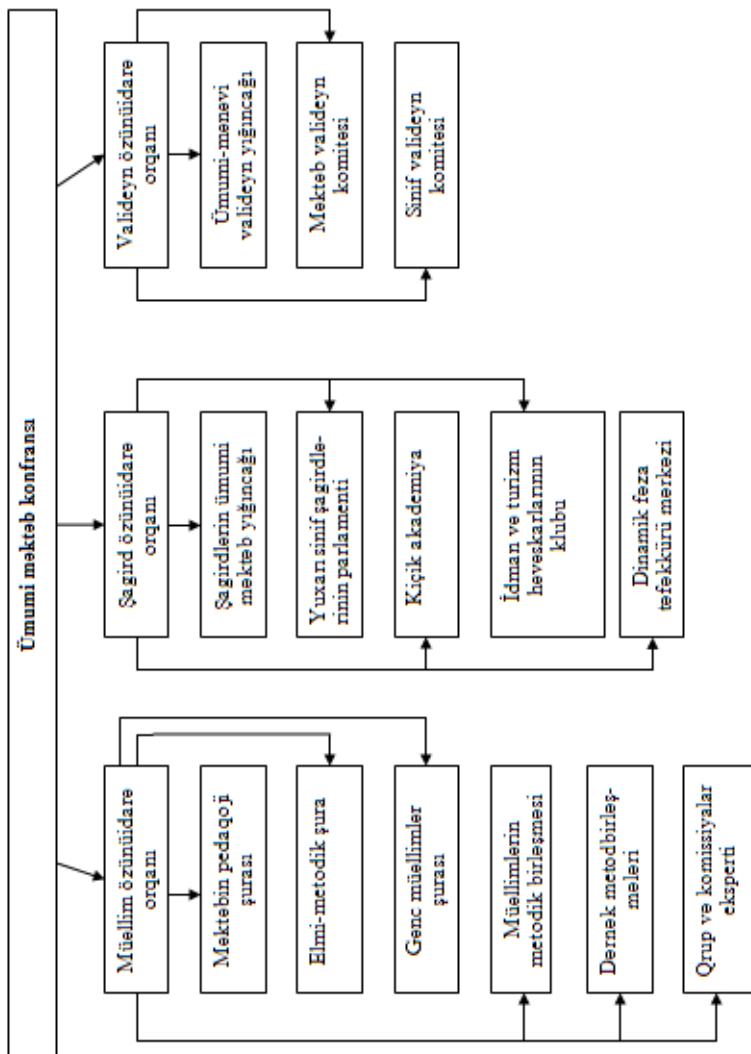 Ümumi məktəb konfransı
Müəllim özünüidarə
orqanı
Məktəbin pedaqoji
şurası
Elmi-metodik şura
Gənc müəllimlər
şurası
Müəllimlərin
metodik birləşməsi
Dərnək metodbirləş-
mələri
Qrup və komissiyalar
eksperti
Şagird özünüidarə
orqanı
Şagirdlərin ümumi
məktəb yığıncağı
Yuxarı sinif şagirdlə-
rinin parlamenti
Kiçik akademiya
İdman və turizm
həvəskarlarının
klubu
Dinamik fəza
təfəkkürü mərkəzi
Valideyn özünüidarə
orqanı
Ümumi-mənəvi
valideyn yığıncağı
Məktəb valideyn
komitəsi
Sinif valideyn
komitəsi